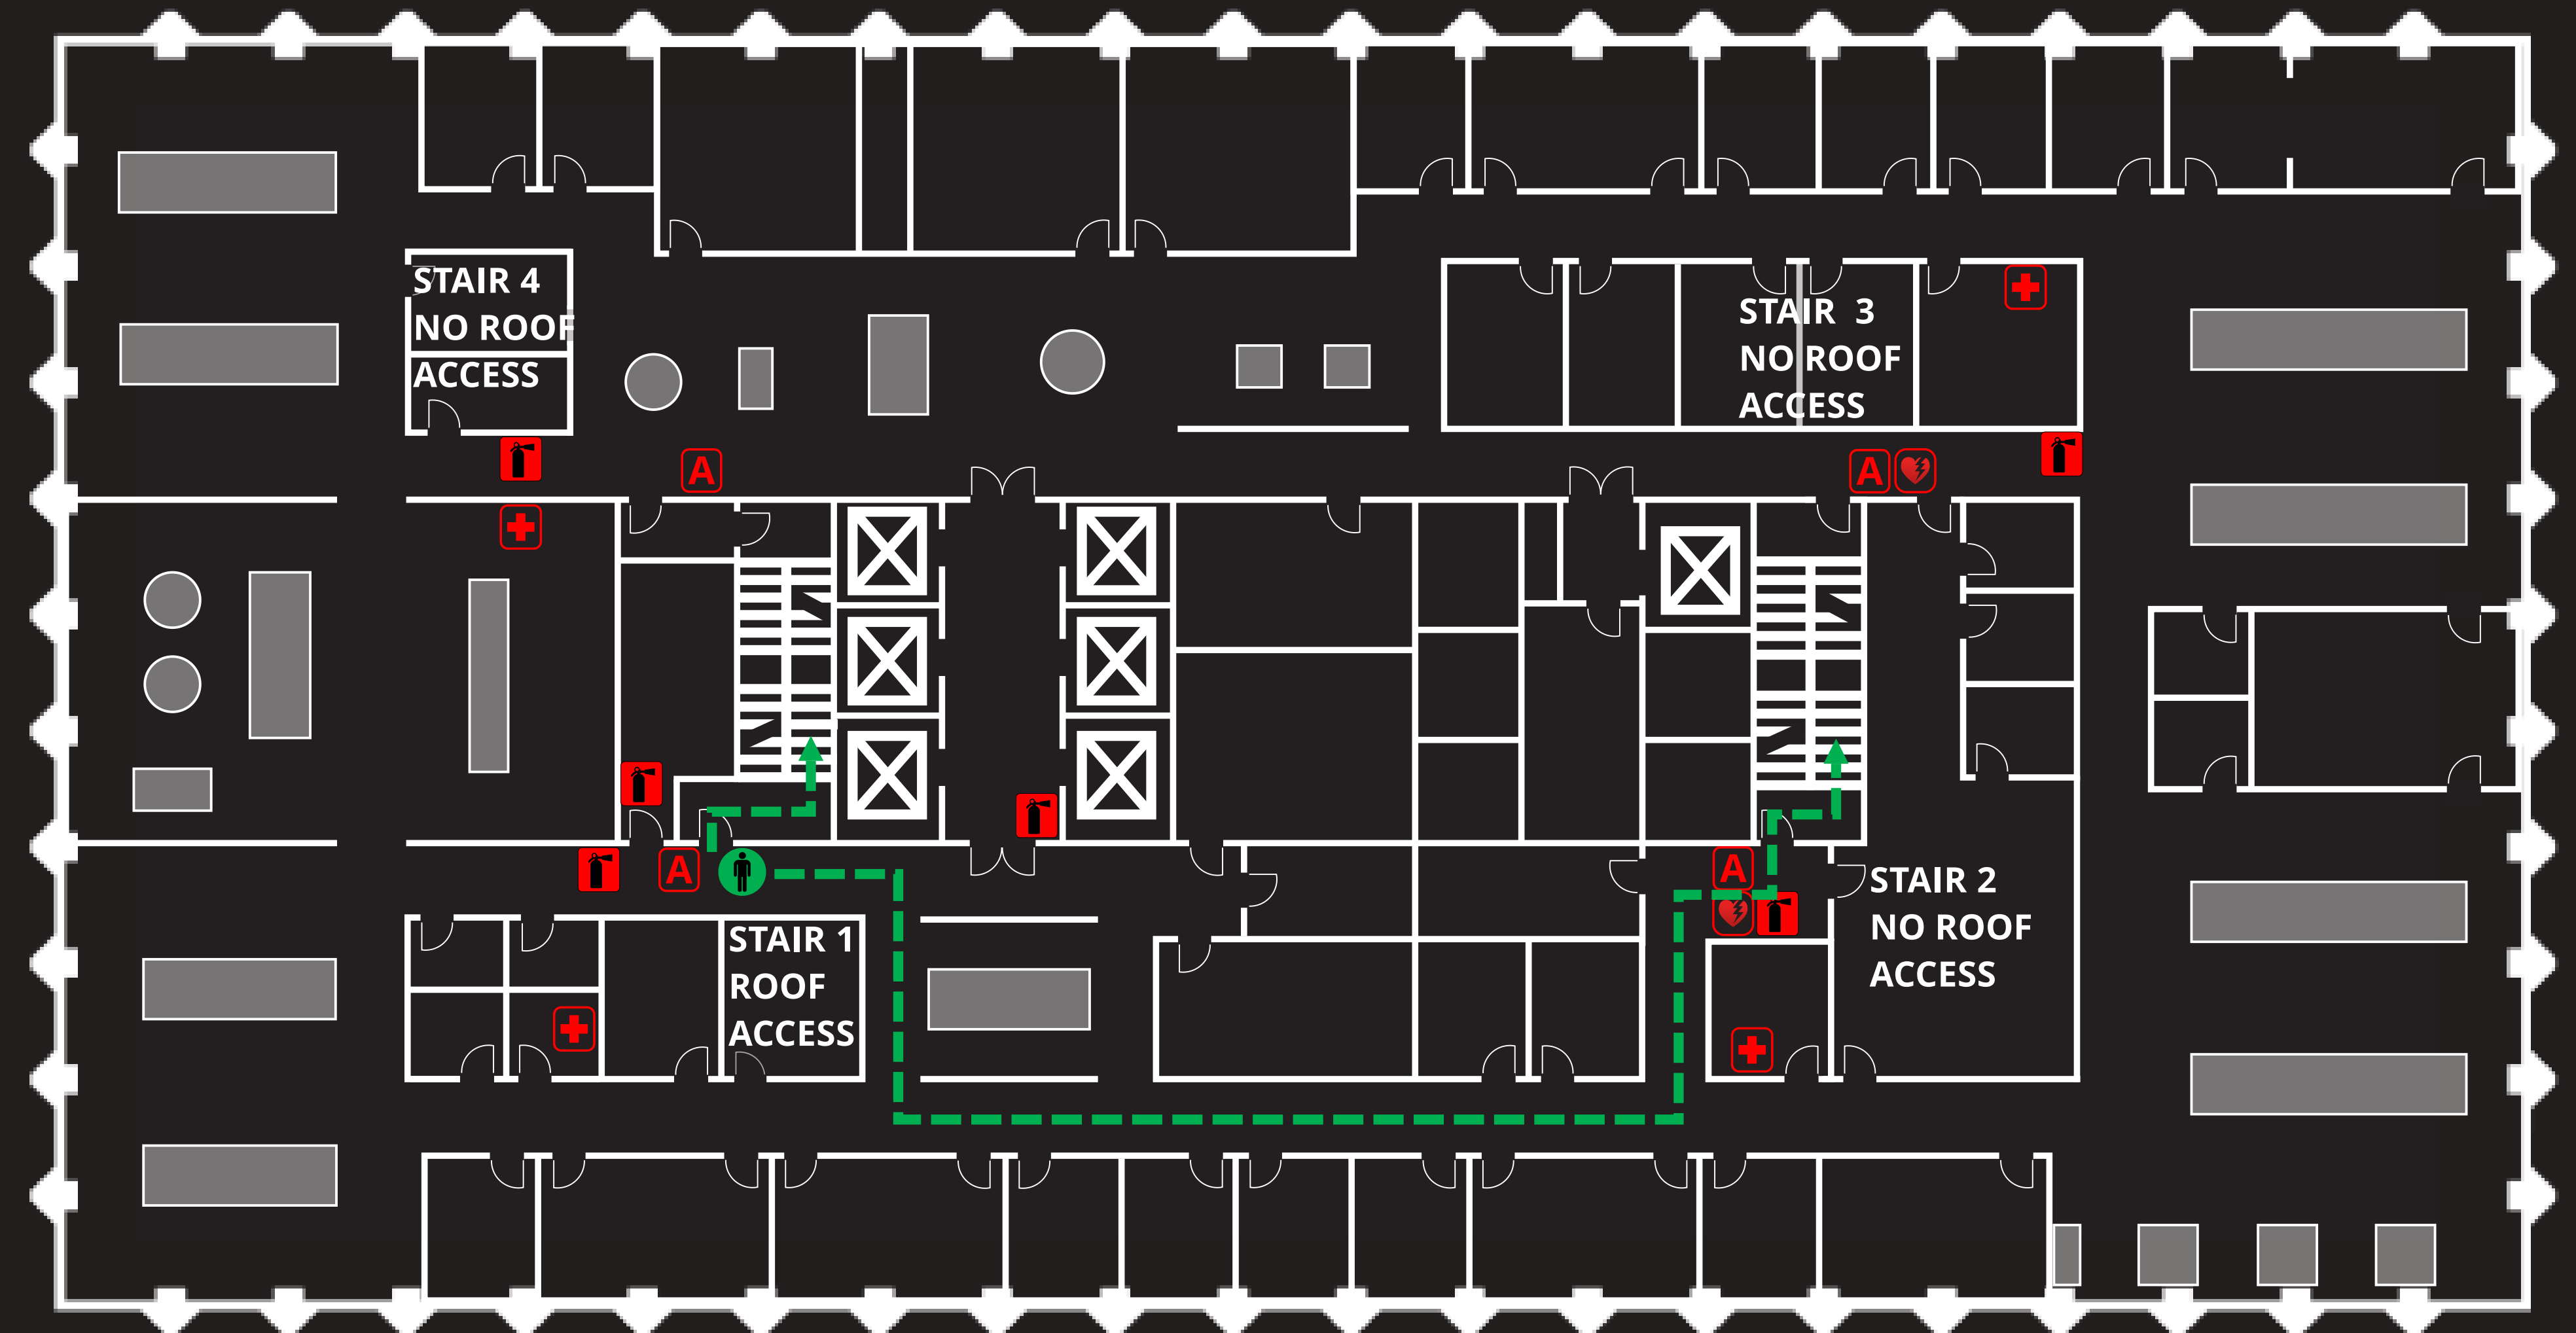 STAIR 4
NO ROOF
ACCESS
STAIR 3
NO ROOF
ACCESS
A
A
A
A
STAIR 2
NO ROOF
ACCESS
STAIR 1
ROOF
ACCESS